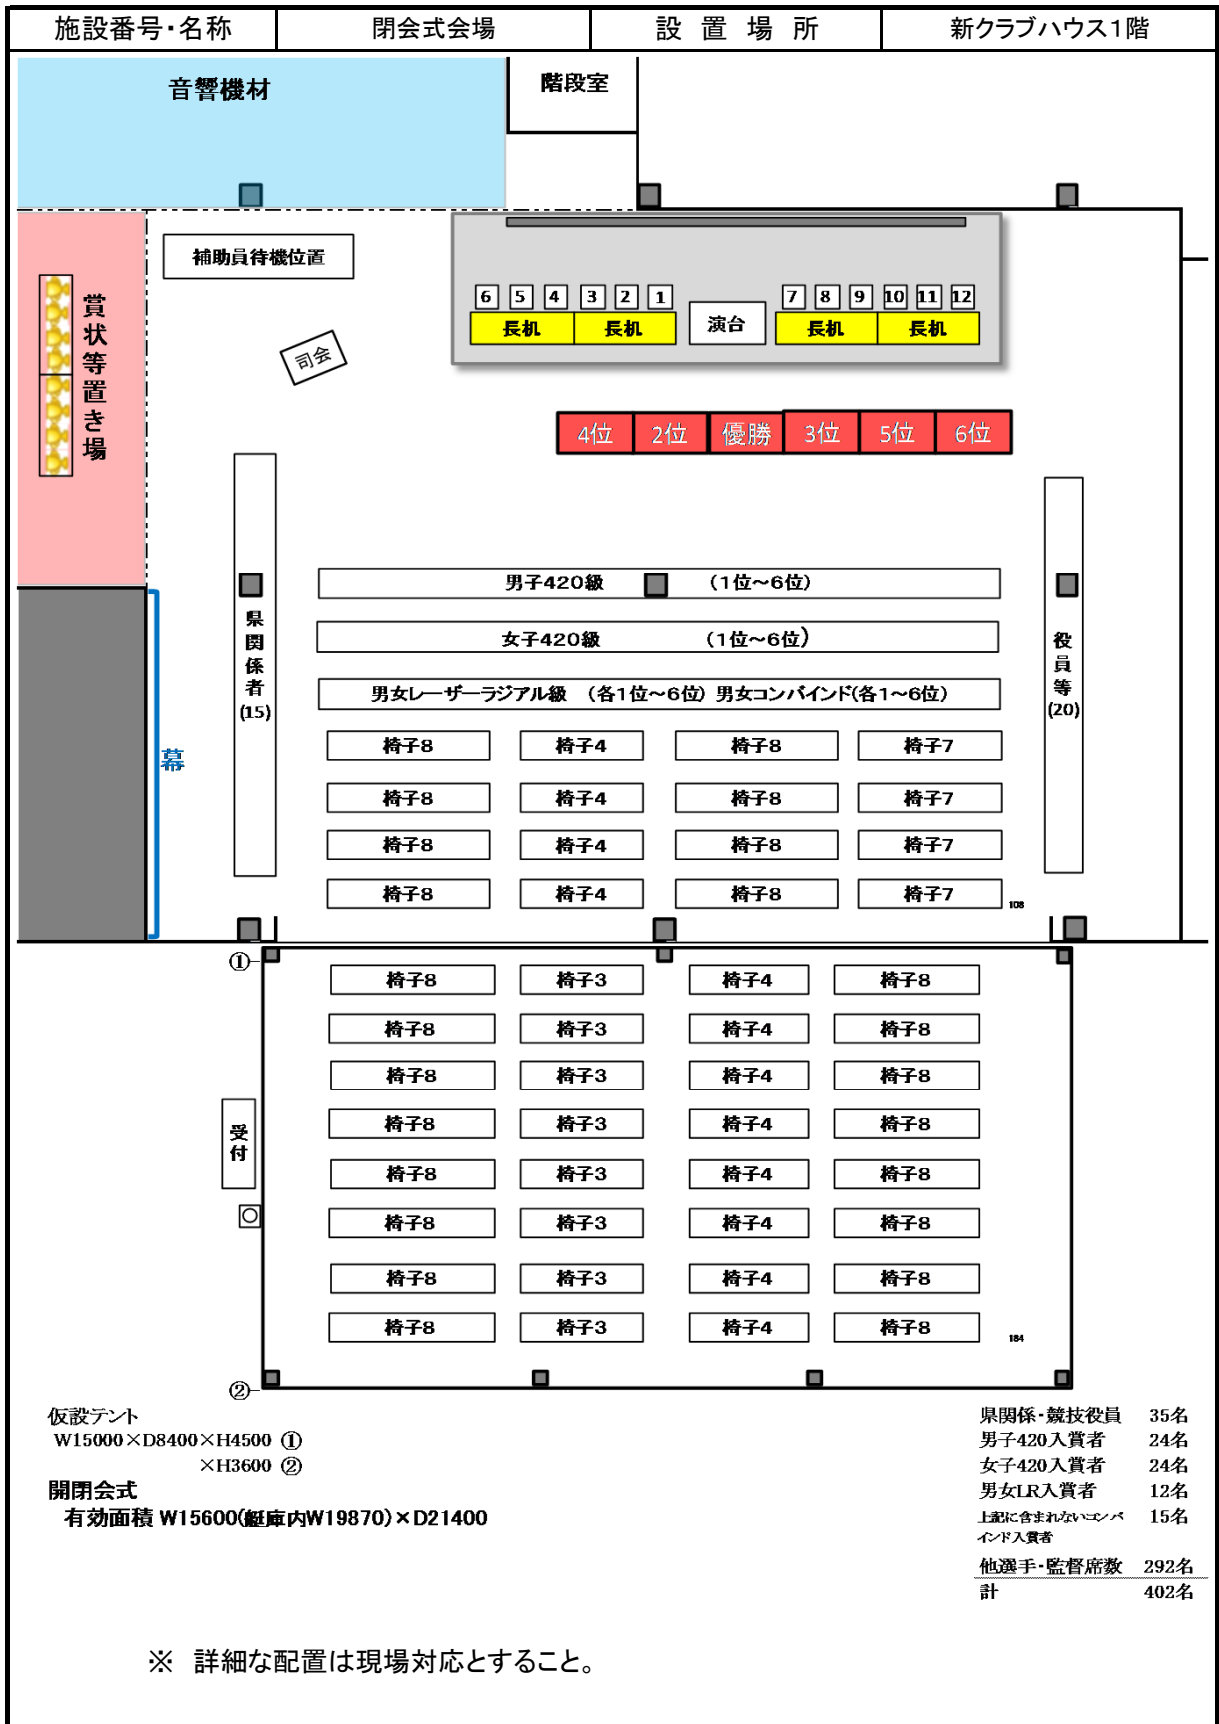 施設番号･名称 閉会式会場 設 置 場 所 新クラブハウス１階
音響機材
階段室
補助員待機位置
賞状等置き場
司会
6 5 4 3 2 1 7 8 9 10 11 12
長机 長机 演台 長机 長机
4位 2位 優勝 3位 5位 6位
男子420級 （1位～6位）
女子420級 （1位～6位）
男女レーザーラジアル級 （各1位～6位） 男女コンバインド(各1～6位）
県関係者(15)
役員等(20)
幕
椅子8 椅子4 椅子8 椅子7
椅子8 椅子4 椅子8 椅子7
椅子8 椅子4 椅子8 椅子7
椅子8 椅子4 椅子8 椅子7
108
①
椅子8 椅子3 椅子4 椅子8
椅子8 椅子3 椅子4 椅子8
椅子8 椅子3 椅子4 椅子8
椅子8 椅子3 椅子4 椅子8
椅子8 椅子3 椅子4 椅子8
椅子8 椅子3 椅子4 椅子8
椅子8 椅子3 椅子4 椅子8
椅子8 椅子3 椅子4 椅子8
受付
184
②
仮設テント
W15000×D8400×H4500 ①
×H3600 ②
開閉会式
有効面積 W15600(艇庫内W19870)×D21400
県関係･競技役員 35名
男子420入賞者 24名
女子420入賞者 24名
男女LR入賞者 12名
上記に含まれないコンバ 15名
インド入賞者
他選手･監督席数 292名
計 402名
※ 詳細な配置は現場対応とすること。